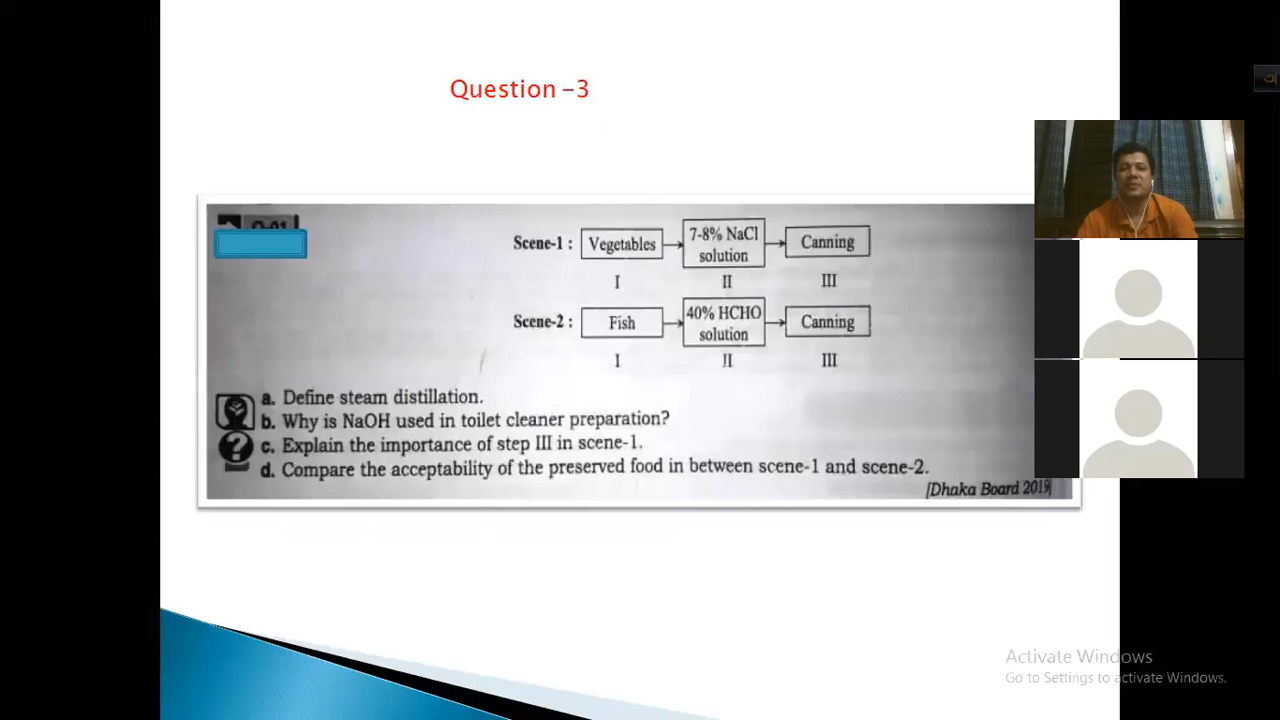 Question –3
Scene-1 : Vegetables 7-8% NaCl solution Canning
I II III
Scene-2 : Fish 40% HCHO solution Canning
I II III
a. Define steam distillation.
b. Why is NaOH used in toilet cleaner preparation?
c. Explain the importance of step III in scene-1.
d. Compare the acceptability of the preserved food in between scene-1 and scene-2.
[Dhaka Board 2019]
Activate Windows
Go to Settings to activate Windows.